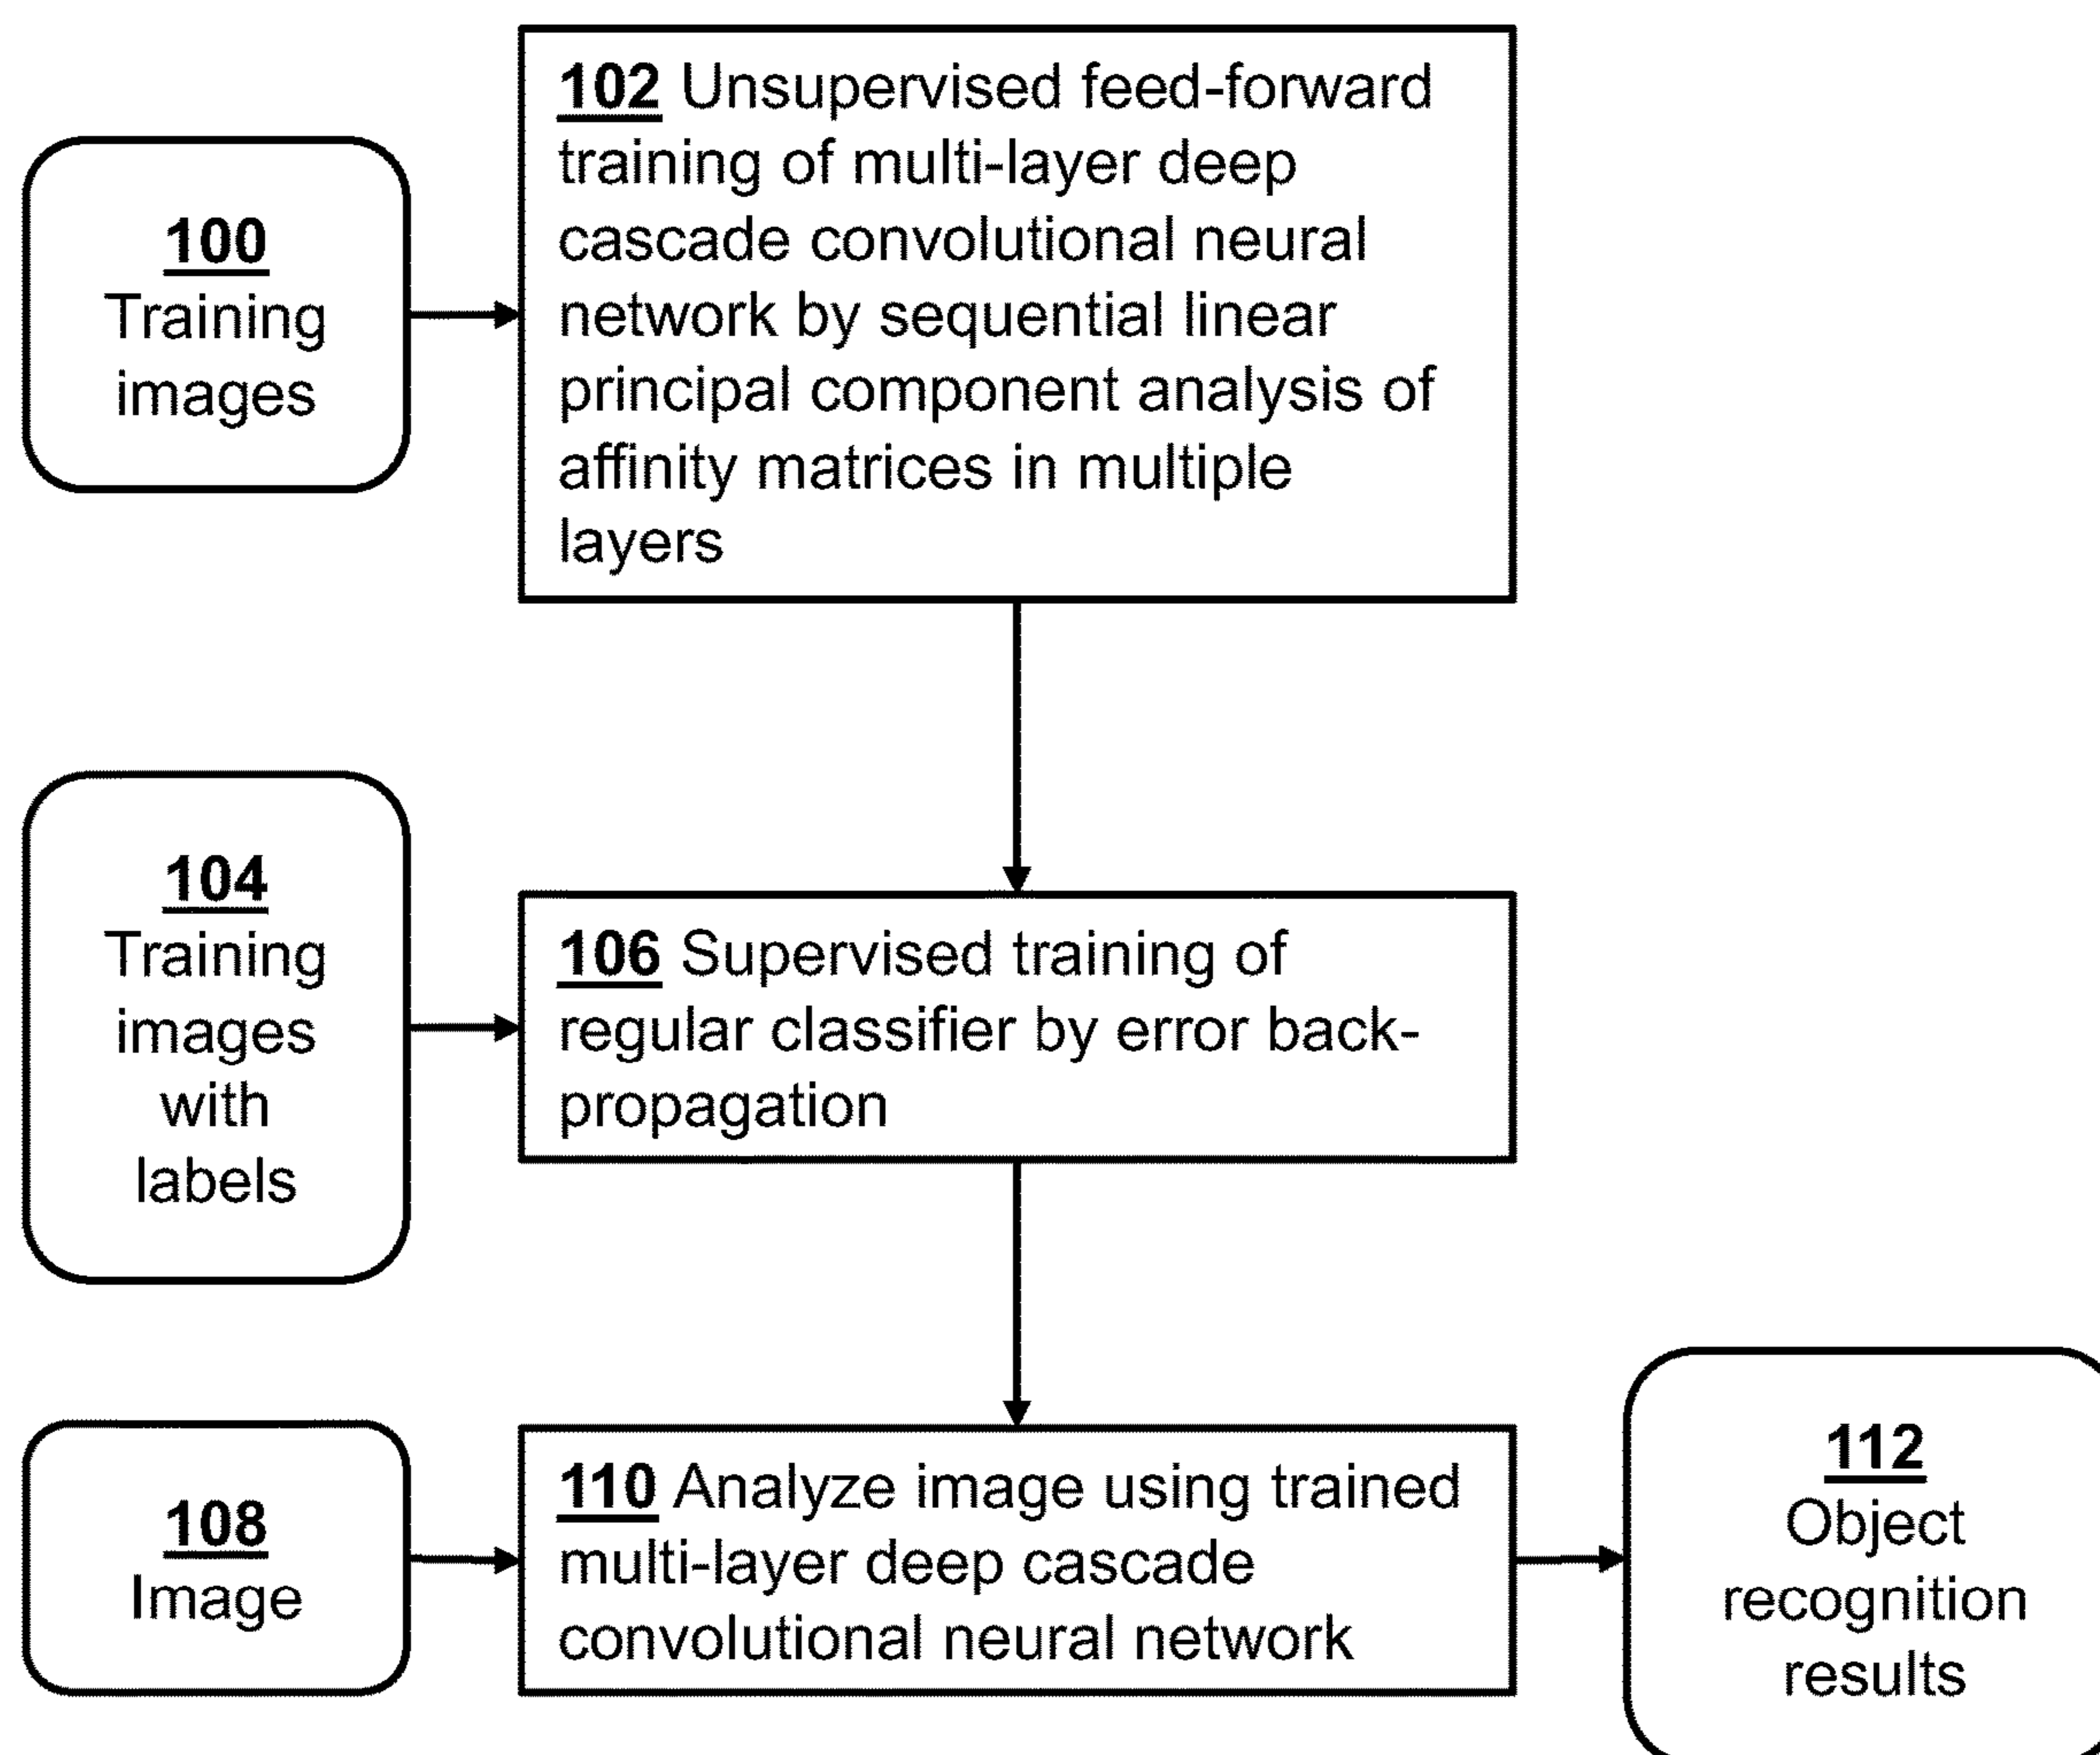 100
Training
images
102 Unsupervised feed-forward
training of multi-layer deep
cascade convolutional neural
network by sequential linear
principal component analysis of
affinity matrices in multiple
layers
104
Training
images
with
labels
106 Supervised training of
regular classifier by error back-
propagation
108
Image
110 Analyze image using trained
multi-layer deep cascade
convolutional neural network
112
Object
recognition
results